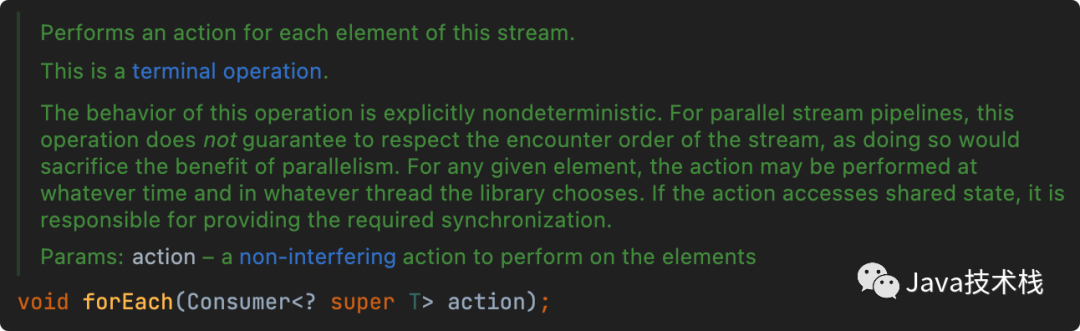 Performs an action for each element of this stream.
This is a terminal operation.
The behavior of this operation is explicitly nondeterministic. For parallel stream pipelines, this
operation does not guarantee to respect the encounter order of the stream, as doing so would
sacrifice the benefit of parallelism. For any given element, the action may be performed at
whatever time and in whatever thread the library chooses. If the action accesses shared state, it is
responsible for providing the required synchronization.
Params: action – a non-interfering action to perform on the elements
void forEach(Consumer<? super T> action);
Java技术栈